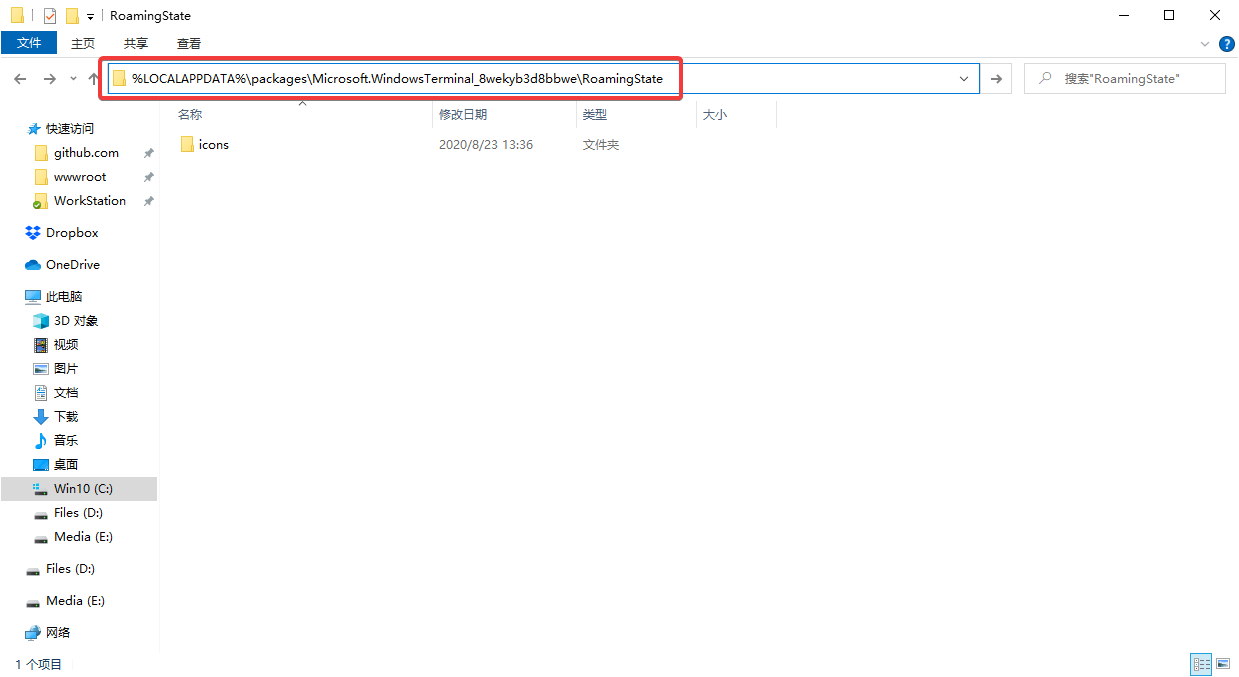 RoamingState
文件 主页 共享 查看
%LOCALAPPDATA%\packages\Microsoft.WindowsTerminal_8wekyb3d8bbwe\RoamingState
搜索"RoamingState"
名称 修改日期 类型 大小
icons 2020/8/23 13:36 文件夹
快速访问
github.com
wwwroot
WorkStation
Dropbox
OneDrive
此电脑
3D 对象
视频
图片
文档
下载
音乐
桌面
Win10 (C:)
Files (D:)
Media (E:)
Files (D:)
Media (E:)
网络
1 个项目